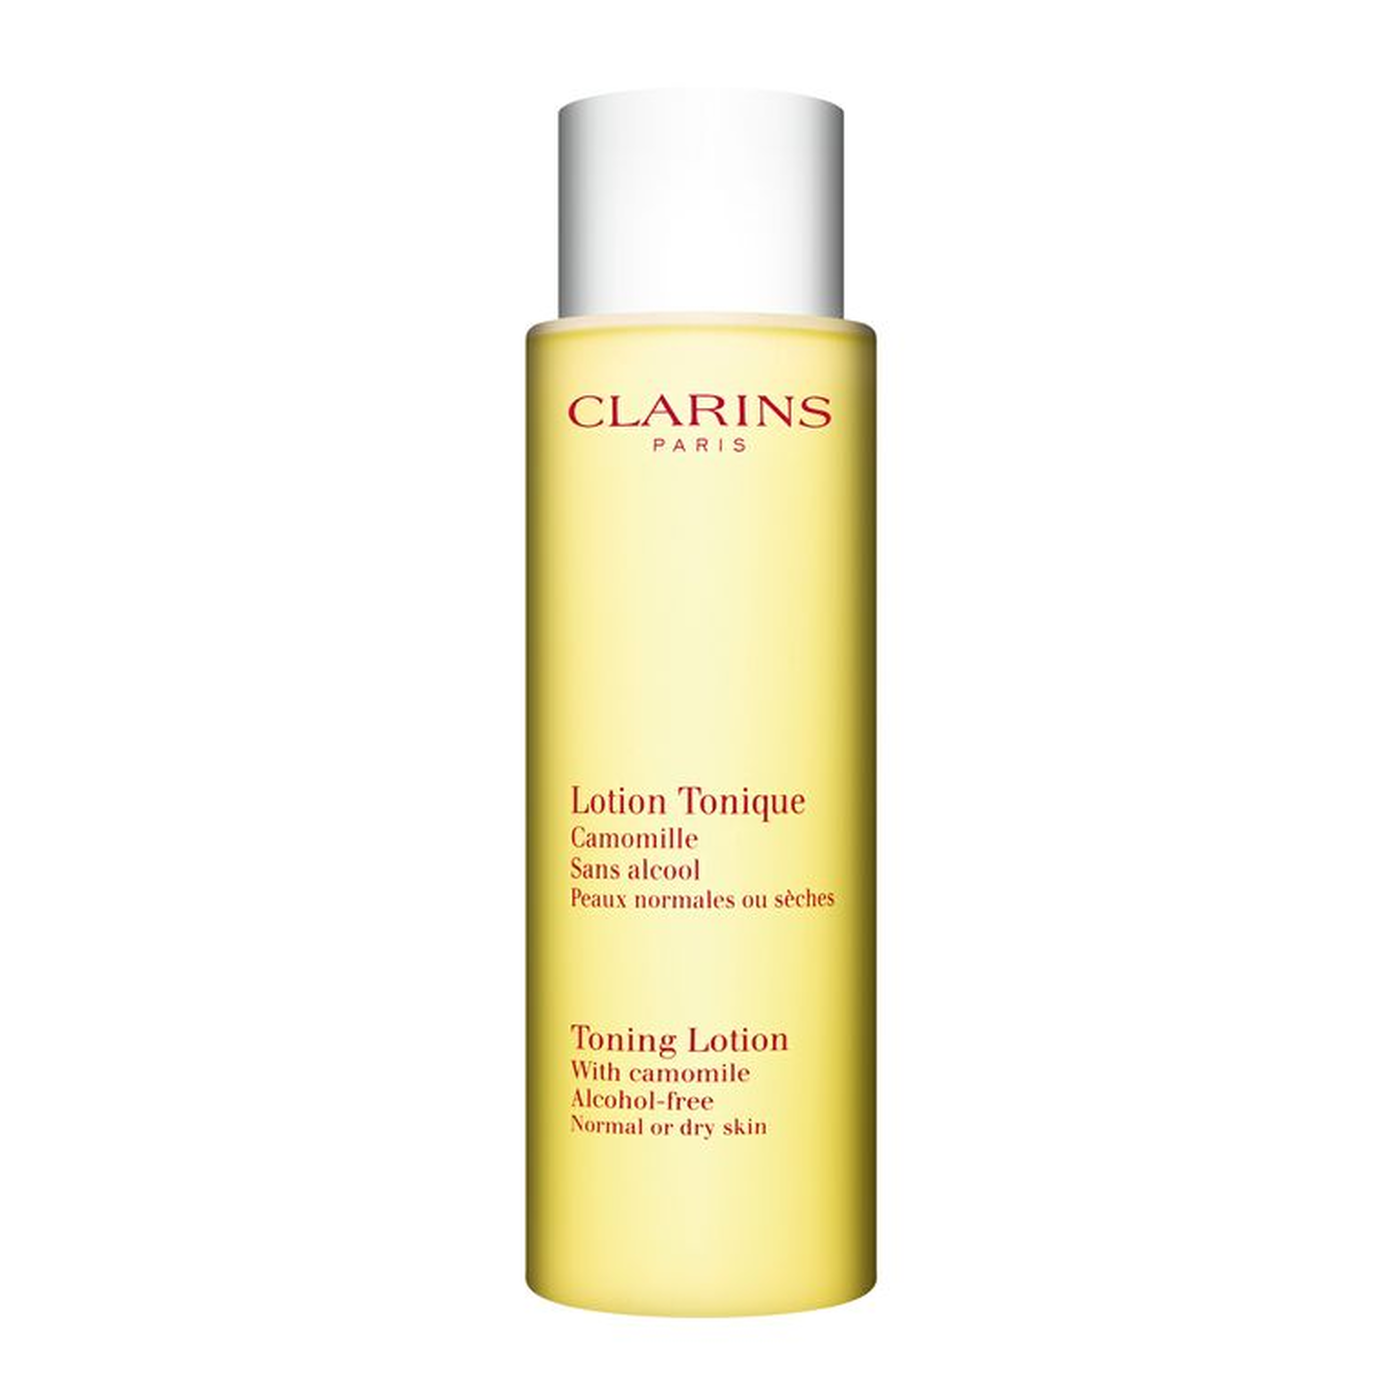 CLARINS
PARIS
Lotion Tonique
Camomille
Sans alcool
Peaux normales ou sèches
Toning Lotion
With camomile
Alcohol-free
Normal or dry skin